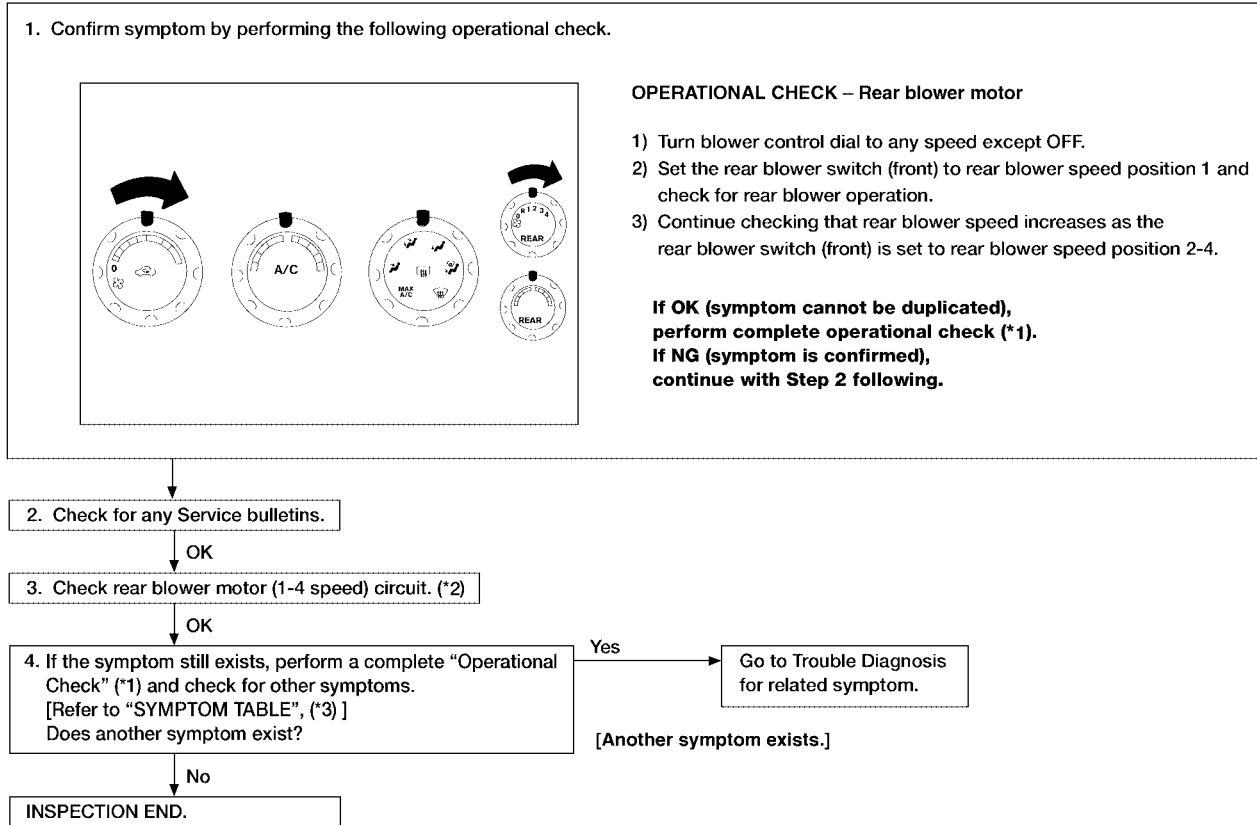 1. Confirm symptom by performing the following operational check.
OPERATIONAL CHECK – Rear blower motor
1) Turn blower control dial to any speed except OFF.
2) Set the rear blower switch (front) to rear blower speed position 1 and
check for rear blower operation.
3) Continue checking that rear blower speed increases as the
rear blower switch (front) is set to rear blower speed position 2-4.
If OK (symptom cannot be duplicated),
perform complete operational check (*1).
If NG (symptom is confirmed),
continue with Step 2 following.
0
A/C
MAX
A/C
0 R 1 2 3 4
REAR
REAR
2. Check for any Service bulletins.
OK
3. Check rear blower motor (1-4 speed) circuit. (*2)
OK
4. If the symptom still exists, perform a complete “Operational
Check” (*1) and check for other symptoms.
[Refer to “SYMPTOM TABLE”, (*3) ]
Does another symptom exist?
Yes
Go to Trouble Diagnosis
for related symptom.
[Another symptom exists.]
No
INSPECTION END.